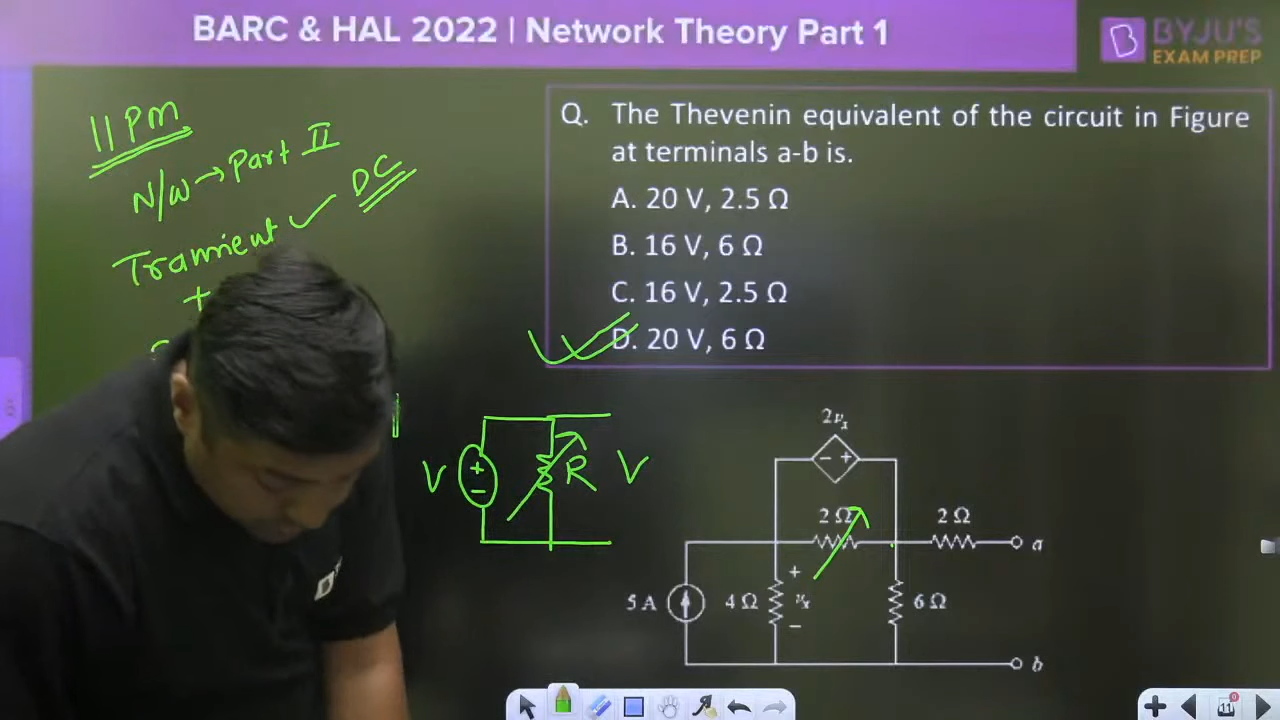 BARC & HAL 2022 | Network Theory Part 1
BYJU'S
EXAM PREP
11 PM
N/W → Part II
Transient ✓ DC
+
Q. The Thevenin equivalent of the circuit in Figure
at terminals a-b is.
A. 20 V, 2.5 Ω
B. 16 V, 6 Ω
C. 16 V, 2.5 Ω
D. 20 V, 6 Ω
V + − R V
2vx
− +
2 Ω 2 Ω
a
+
5 A 4 Ω vx 6 Ω
−
b
11